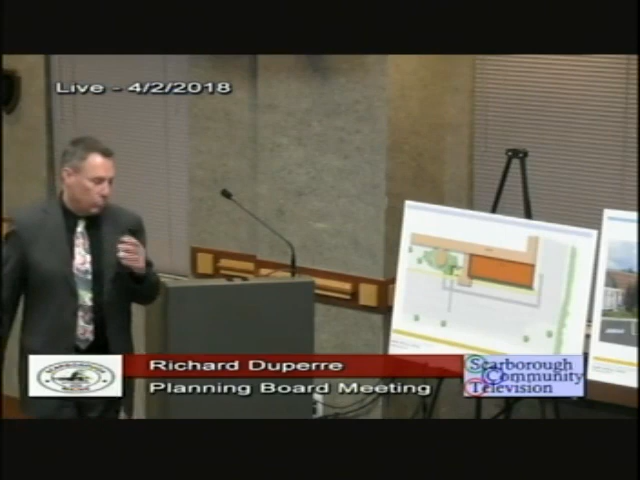 Live - 4/2/2018
Richard Duperre
Planning Board Meeting
Scarborough
Community
Television